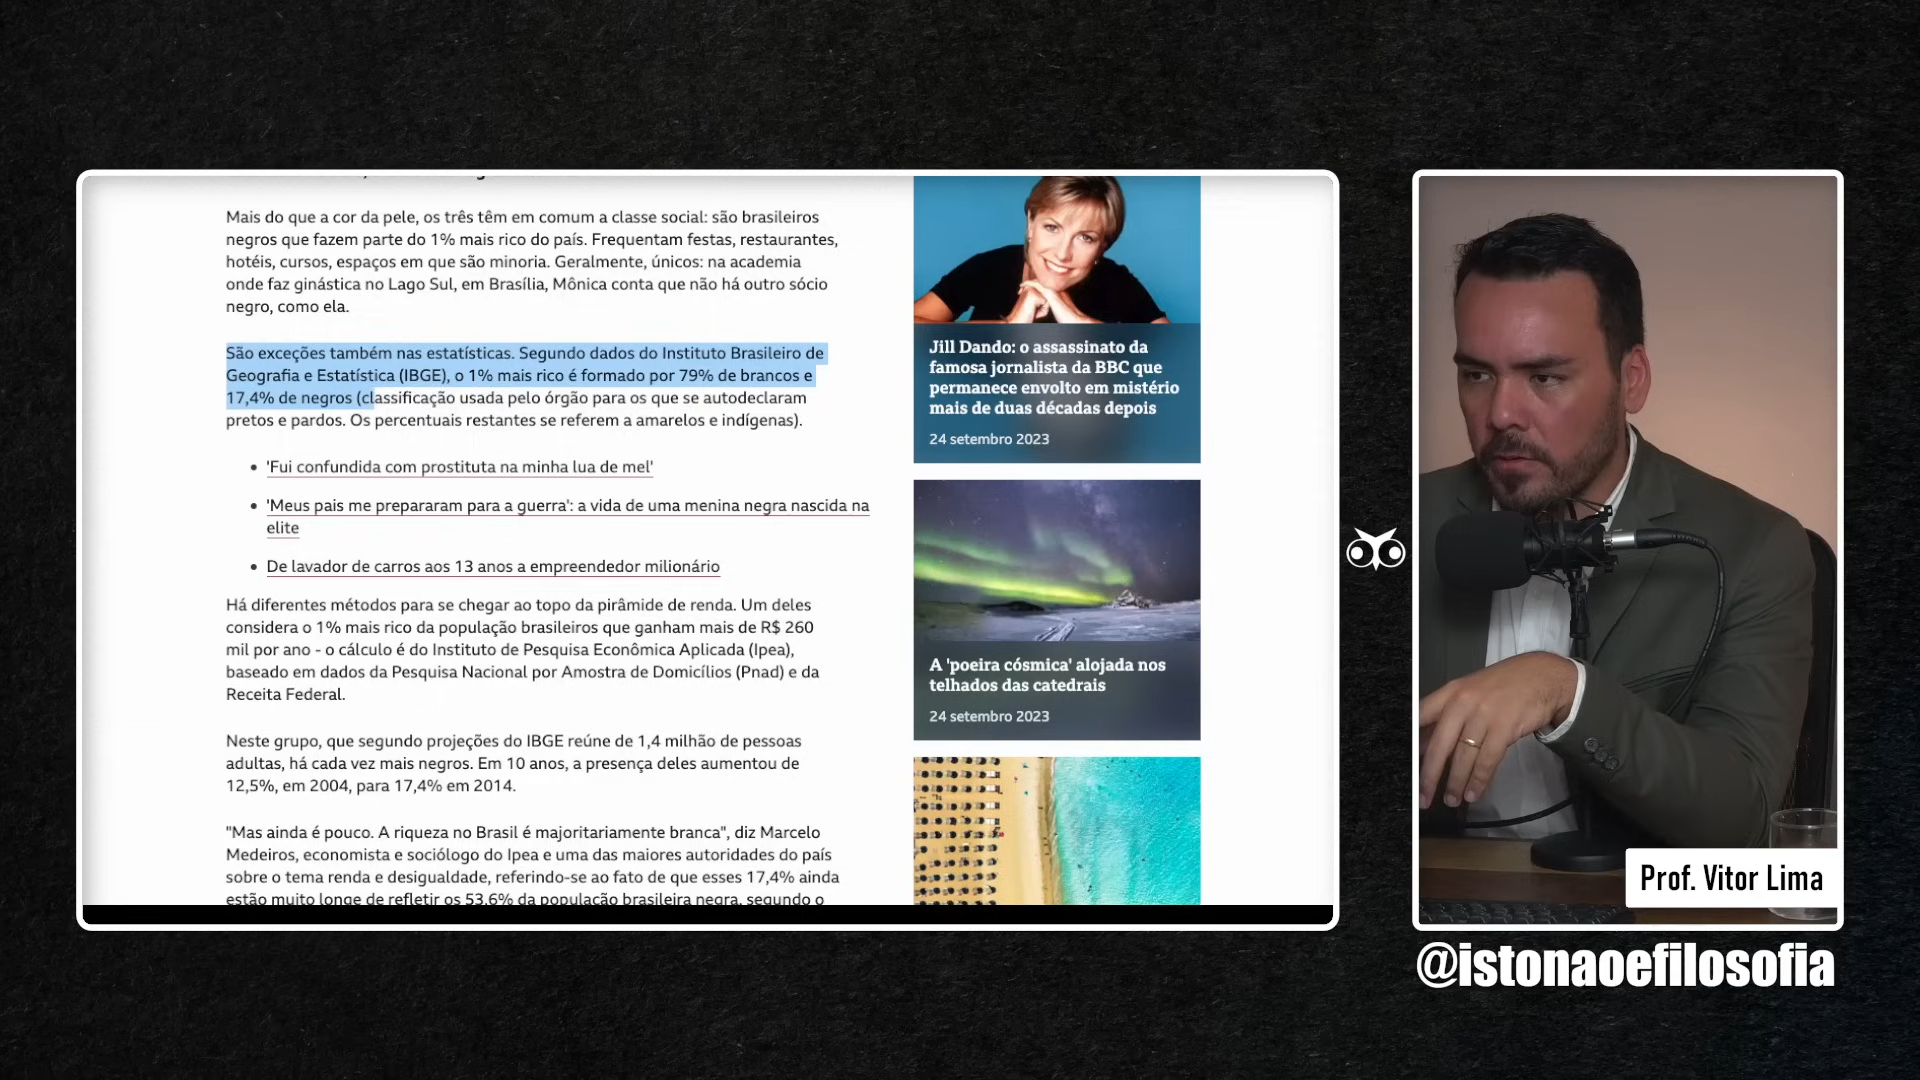 Mais do que a cor da pele, os três têm em comum a classe social: são brasileiros
negros que fazem parte do 1% mais rico do país. Frequentam festas, restaurantes,
hotéis, cursos, espaços em que são minoria. Geralmente, únicos: na academia
onde faz ginástica no Lago Sul, em Brasília, Mônica conta que não há outro sócio
negro, como ela.
São exceções também nas estatísticas. Segundo dados do Instituto Brasileiro de
Geografia e Estatística (IBGE), o 1% mais rico é formado por 79% de brancos e
17,4% de negros (classificação usada pelo órgão para os que se autodeclaram
pretos e pardos. Os percentuais restantes se referem a amarelos e indígenas).
'Fui confundida com prostituta na minha lua de mel'
'Meus pais me prepararam para a guerra': a vida de uma menina negra nascida na
elite
De lavador de carros aos 13 anos a empreendedor milionário
Há diferentes métodos para se chegar ao topo da pirâmide de renda. Um deles
considera o 1% mais rico da população brasileiros que ganham mais de R$ 260
mil por ano - o cálculo é do Instituto de Pesquisa Econômica Aplicada (Ipea),
baseado em dados da Pesquisa Nacional por Amostra de Domicílios (Pnad) e da
Receita Federal.
Neste grupo, que segundo projeções do IBGE reúne de 1,4 milhão de pessoas
adultas, há cada vez mais negros. Em 10 anos, a presença deles aumentou de
12,5%, em 2004, para 17,4% em 2014.
"Mas ainda é pouco. A riqueza no Brasil é majoritariamente branca", diz Marcelo
Medeiros, economista e sociólogo do Ipea e uma das maiores autoridades do país
sobre o tema renda e desigualdade, referindo-se ao fato de que esses 17,4% ainda
estão muito longe de refletir os 53,6% da população brasileira negra, segundo o
Jill Dando: o assassinato da
famosa jornalista da BBC que
permanece envolto em mistério
mais de duas décadas depois
24 setembro 2023
A 'poeira cósmica' alojada nos
telhados das catedrais
24 setembro 2023
Prof. Vitor Lima
@istonaoefilosofia